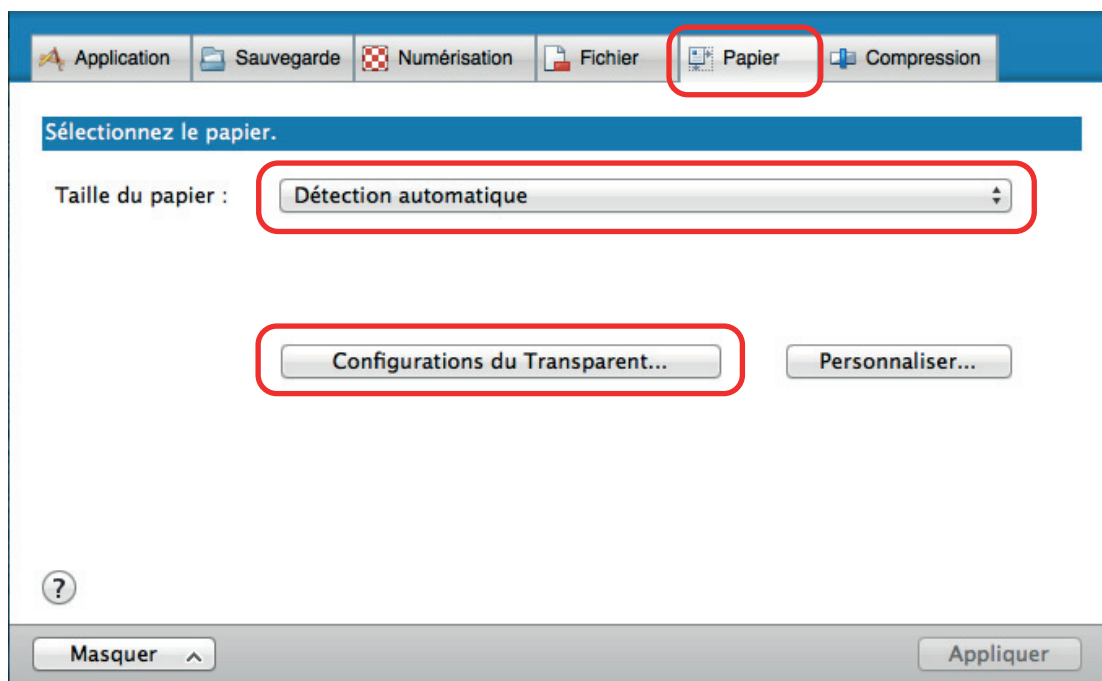 Application Sauvegarde Numérisation Fichier Papier Compression
Sélectionnez le papier.
Taille du papier : Détection automatique
Configurations du Transparent... Personnaliser...
?
Masquer Appliquer